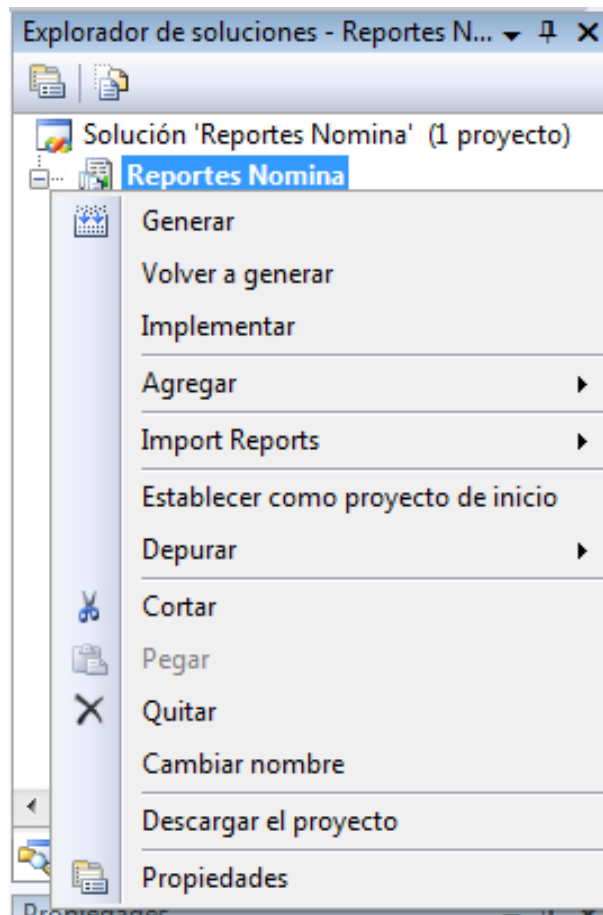 Explorador de soluciones - Reportes N...
Solución 'Reportes Nomina' (1 proyecto)
Reportes Nomina
Generar
Volver a generar
Implementar
Agregar
Import Reports
Establecer como proyecto de inicio
Depurar
Cortar
Pegar
Quitar
Cambiar nombre
Descargar el proyecto
Propiedades
Propiedades